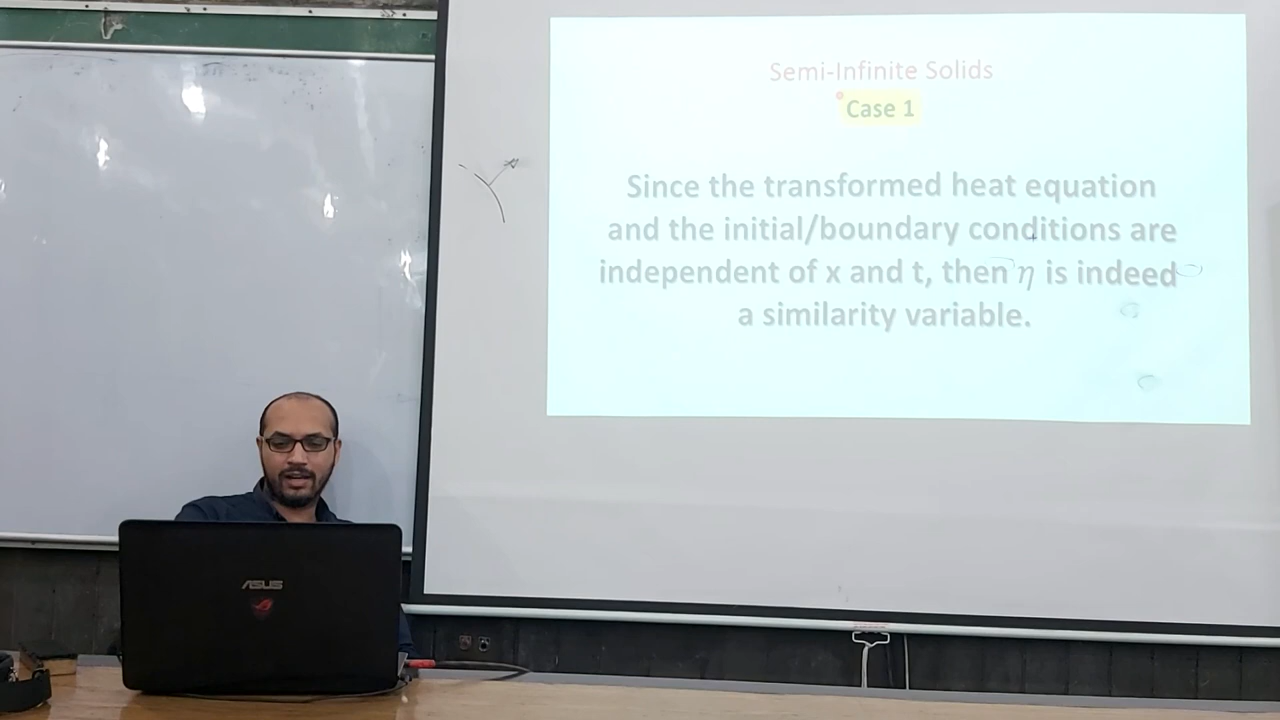 Semi-Infinite Solids
Case 1
Since the transformed heat equation
and the initial/boundary conditions are
independent of x and t, then η is indeed
a similarity variable.
ASUS